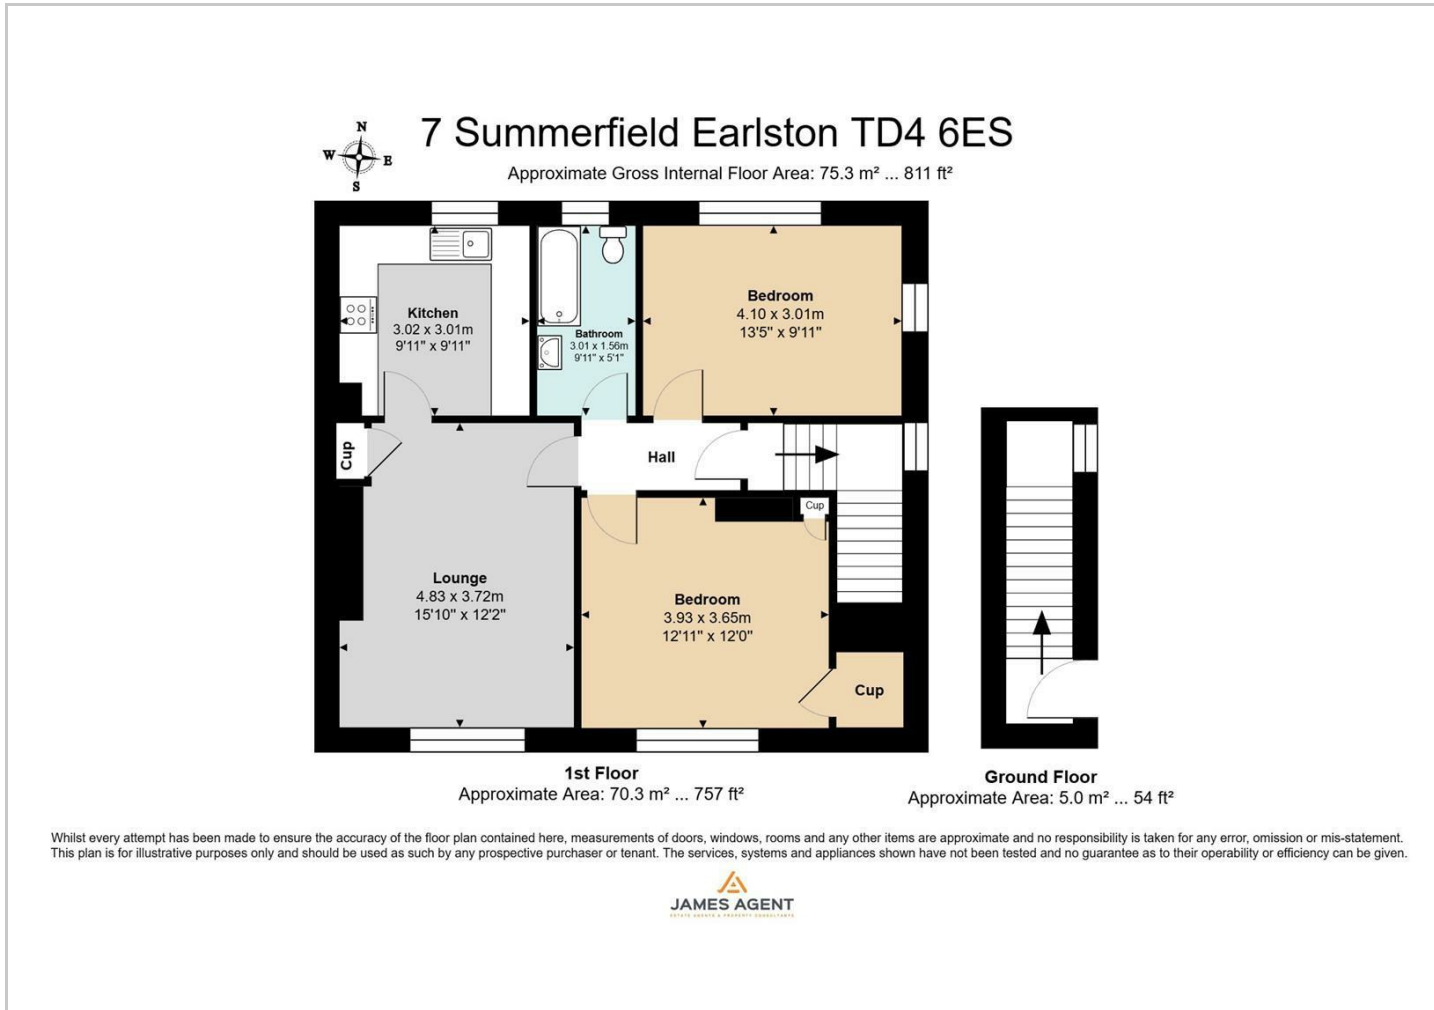 7 Summerfield Earlston TD4 6ES
Approximate Gross Internal Floor Area: 75.3 m² ... 811 ft²
N
W
E
S
Kitchen
3.02 x 3.01m
9'11" x 9'11"
Bathroom
3.01 x 1.56m
9'11" x 5'1"
Bedroom
4.10 x 3.01m
13'5" x 9'11"
Cup
Hall
Cup
Lounge
4.83 x 3.72m
15'10" x 12'2"
Bedroom
3.93 x 3.65m
12'11" x 12'0"
Cup
1st Floor
Approximate Area: 70.3 m² ... 757 ft²
Ground Floor
Approximate Area: 5.0 m² ... 54 ft²
Whilst every attempt has been made to ensure the accuracy of the floor plan contained here, measurements of doors, windows, rooms and any other items are approximate and no responsibility is taken for any error, omission or mis-statement.
This plan is for illustrative purposes only and should be used as such by any prospective purchaser or tenant. The services, systems and appliances shown have not been tested and no guarantee as to their operability or efficiency can be given.
JAMES AGENT
ESTATE AGENTS & PROPERTY CONSULTANTS